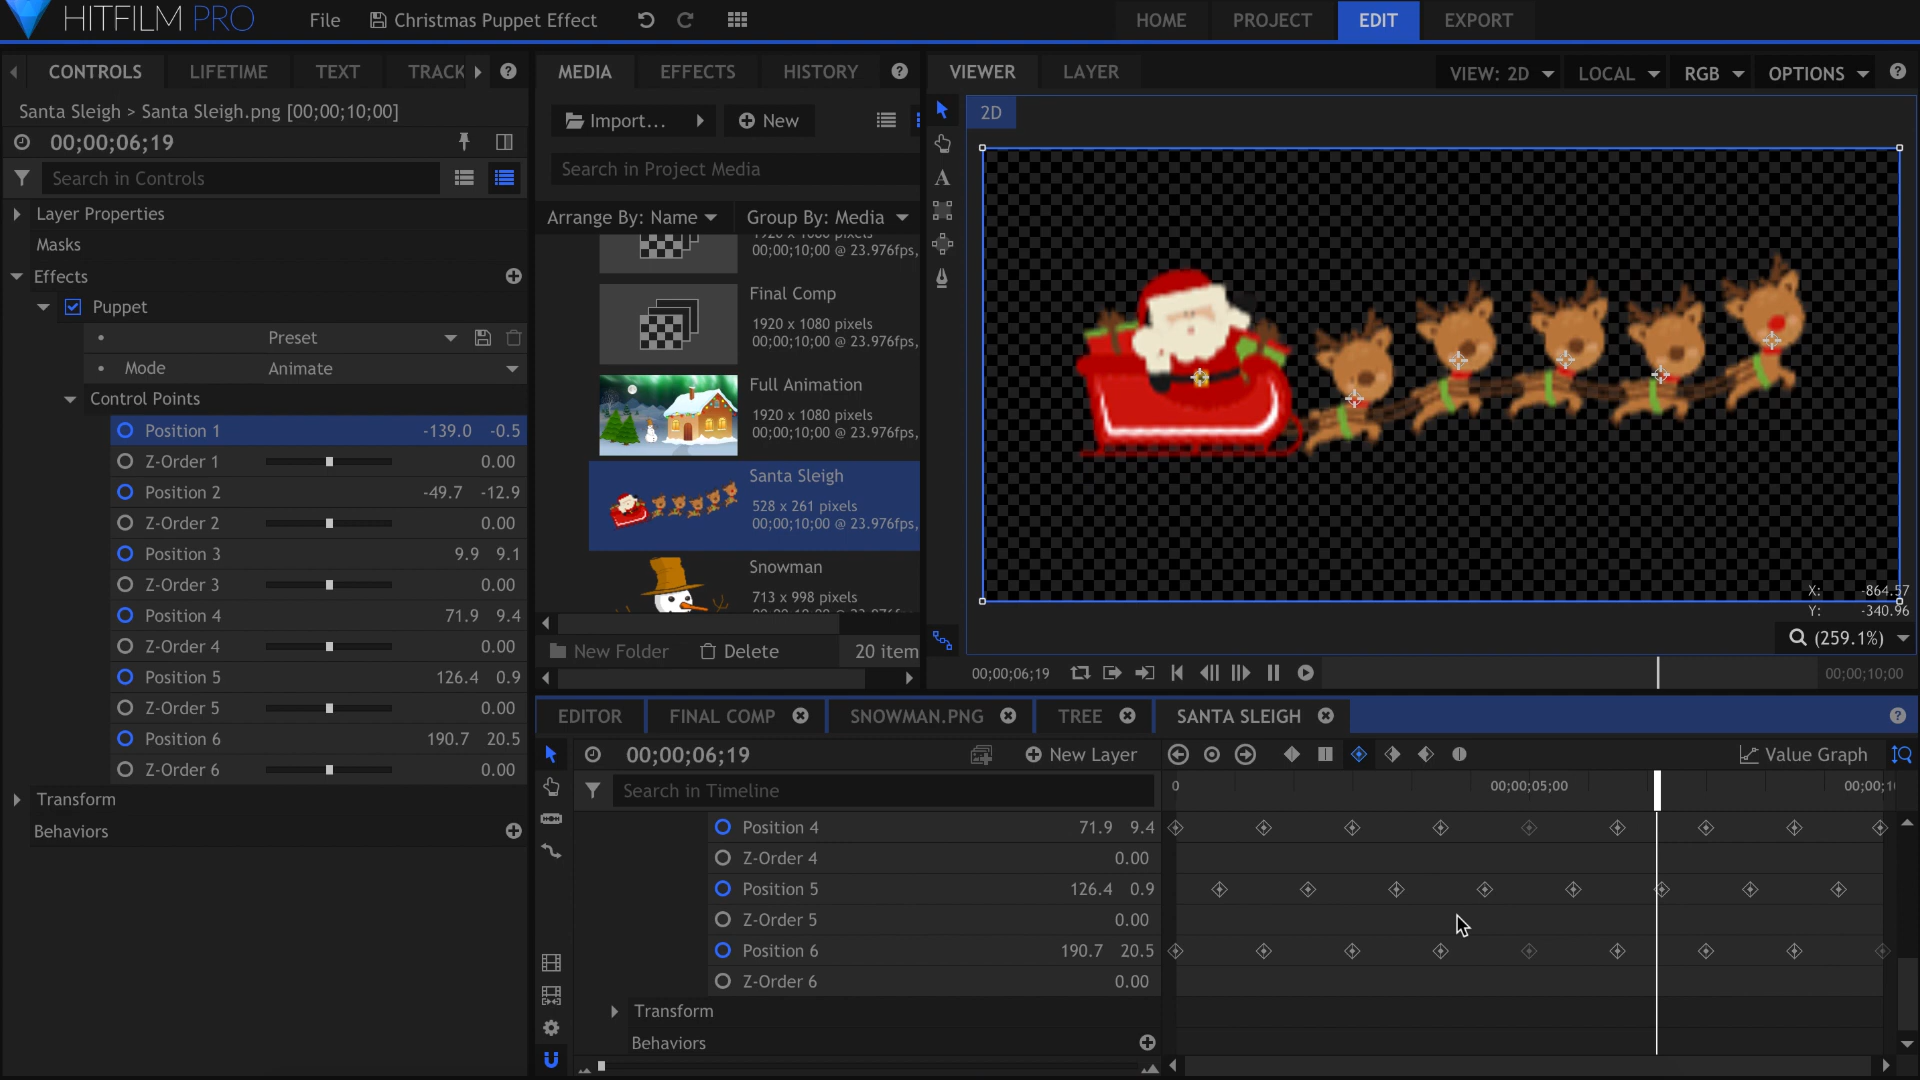 HITFILM PRO
File
Christmas Puppet Effect
HOME
PROJECT
EDIT
EXPORT
CONTROLS
LIFETIME
TEXT
TRACK
Santa Sleigh > Santa Sleigh.png [00;00;10;00]
00;00;06;19
Search in Controls
Layer Properties
Masks
Effects
Puppet
Preset
Mode Animate
Control Points
Position 1 -139.0 -0.5
Z-Order 1 0.00
Position 2 -49.7 -12.9
Z-Order 2 0.00
Position 3 9.9 9.1
Z-Order 3 0.00
Position 4 71.9 9.4
Z-Order 4 0.00
Position 5 126.4 0.9
Z-Order 5 0.00
Position 6 190.7 20.5
Z-Order 6 0.00
Transform
Behaviors
MEDIA
EFFECTS
HISTORY
Import...
New
Search in Project Media
Arrange By: Name
Group By: Media
1920 x 1080 pixels
00;00;10;00 @ 23.976fps,
Final Comp
1920 x 1080 pixels
00;00;10;00 @ 23.976fps,
Full Animation
1920 x 1080 pixels
00;00;10;00 @ 23.976fps,
Santa Sleigh
528 x 261 pixels
00;00;10;00 @ 23.976fps,
Snowman
713 x 998 pixels
00;00;10;00 @ 23.976fps,
New Folder
Delete
20 item
VIEWER
LAYER
VIEW: 2D
LOCAL
RGB
OPTIONS
2D
X: -864.57
Y: -340.96
(259.1%)
00;00;06;19
00;00;10;00
EDITOR
FINAL COMP
SNOWMAN.PNG
TREE
SANTA SLEIGH
00;00;06;19
New Layer
Value Graph
Search in Timeline
0
00;00;05;00
00;00;1
Position 4 71.9 9.4
Z-Order 4 0.00
Position 5 126.4 0.9
Z-Order 5 0.00
Position 6 190.7 20.5
Z-Order 6 0.00
Transform
Behaviors